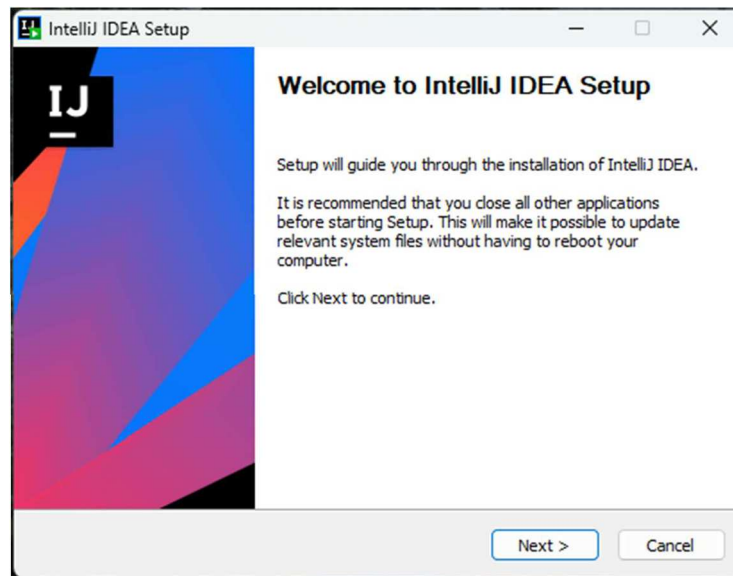 IntelliJ IDEA Setup
IJ
Welcome to IntelliJ IDEA Setup
Setup will guide you through the installation of IntelliJ IDEA.
It is recommended that you close all other applications
before starting Setup. This will make it possible to update
relevant system files without having to reboot your
computer.
Click Next to continue.
Next >
Cancel